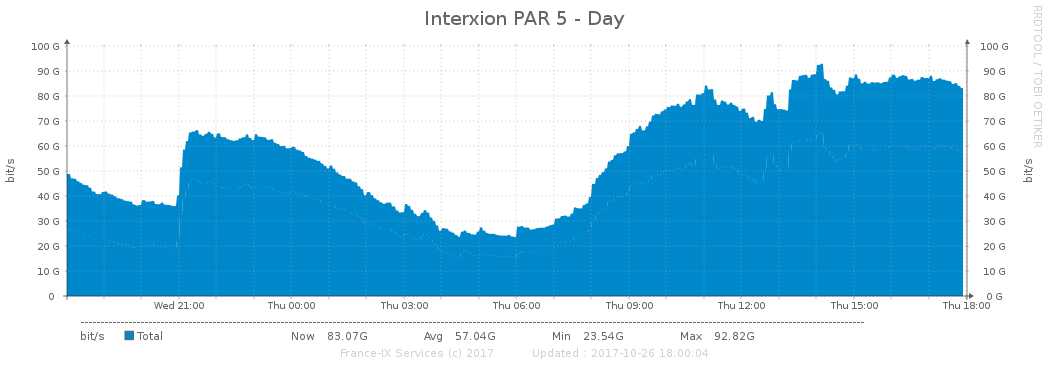 Interxion PAR 5 - Day
RRDTOOL / TOBI OETIKER
bit/s
100 G
90 G
80 G
70 G
60 G
50 G
40 G
30 G
20 G
10 G
0
100 G
90 G
80 G
70 G
60 G
50 G
40 G
30 G
20 G
10 G
0 G
bit/s
Wed 21:00 Thu 00:00 Thu 03:00 Thu 06:00 Thu 09:00 Thu 12:00 Thu 15:00 Thu 18:00
bit/s Total Now 83.07G Avg 57.04G Min 23.54G Max 92.82G
France-IX Services (c) 2017 Updated : 2017-10-26 18:00:04